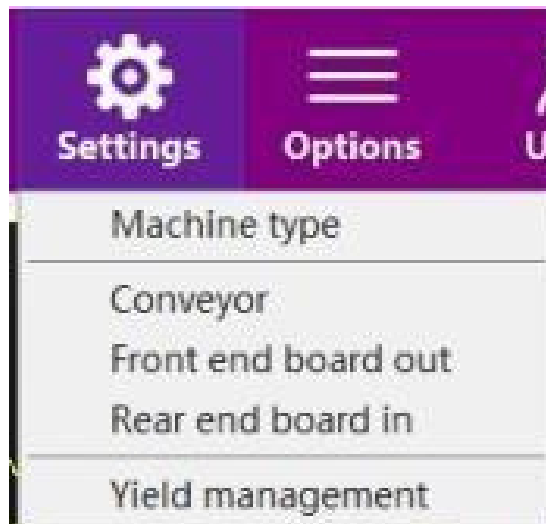 Settings Options U
Machine type
Conveyor
Front end board out
Rear end board in
Yield management